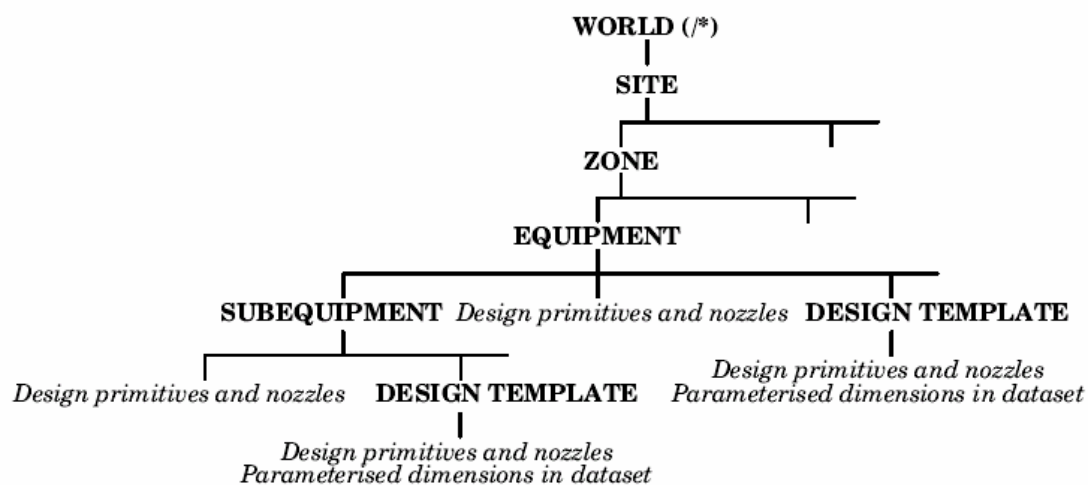 WORLD (/*)
SITE
ZONE
EQUIPMENT
SUBEQUIPMENT Design primitives and nozzles DESIGN TEMPLATE
Design primitives and nozzles DESIGN TEMPLATE
Design primitives and nozzles
Parameterised dimensions in dataset
Design primitives and nozzles
Parameterised dimensions in dataset